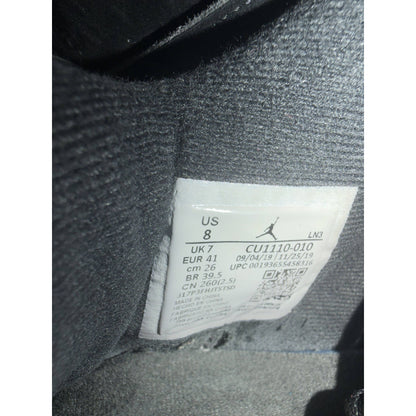 US
8
LN3
UK 7
EUR 41
cm 26
BR 39.5
CN 260(2.5)
CU1110-010
09/04/19 | 11/25/19
UPC 00193655458316
MADE IN CHINA